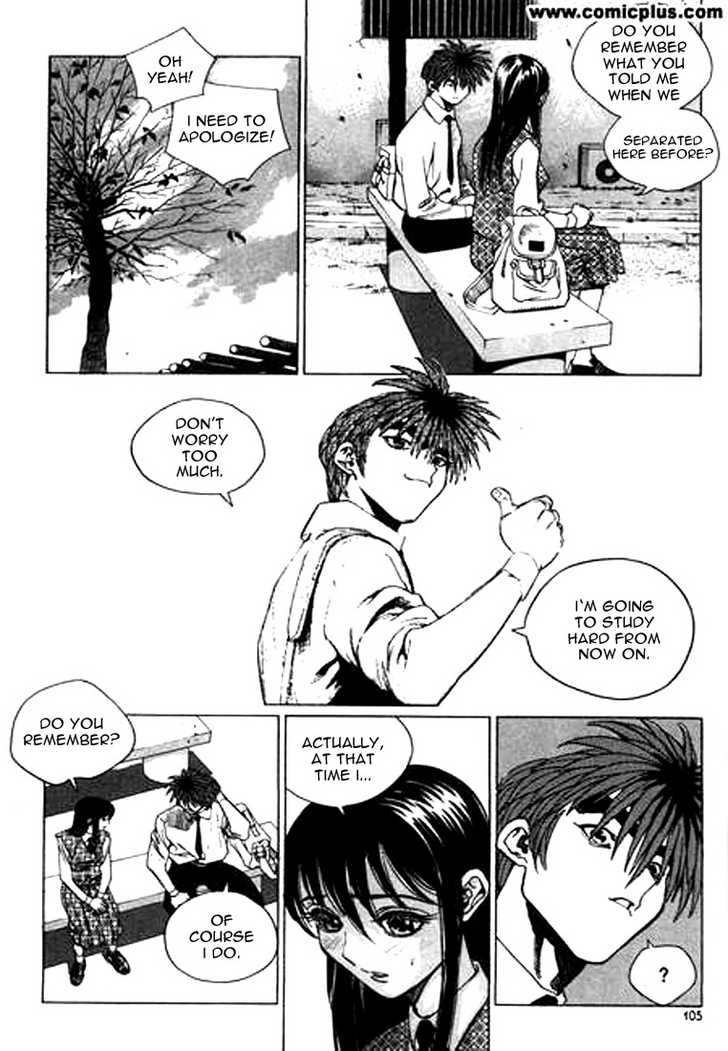 www.comicplus.com
OH
YEAH!
I NEED TO
APOLOGIZE!
DO YOU
REMEMBER
WHAT YOU
TOLD ME
WHEN WE
SEPARATED
HERE BEFORE?
DON'T
WORRY
TOO
MUCH.
I'M GOING
TO STUDY
HARD FROM
NOW ON.
DO YOU
REMEMBER?
OF
COURSE
I DO.
ACTUALLY,
AT THAT
TIME I...
?
105